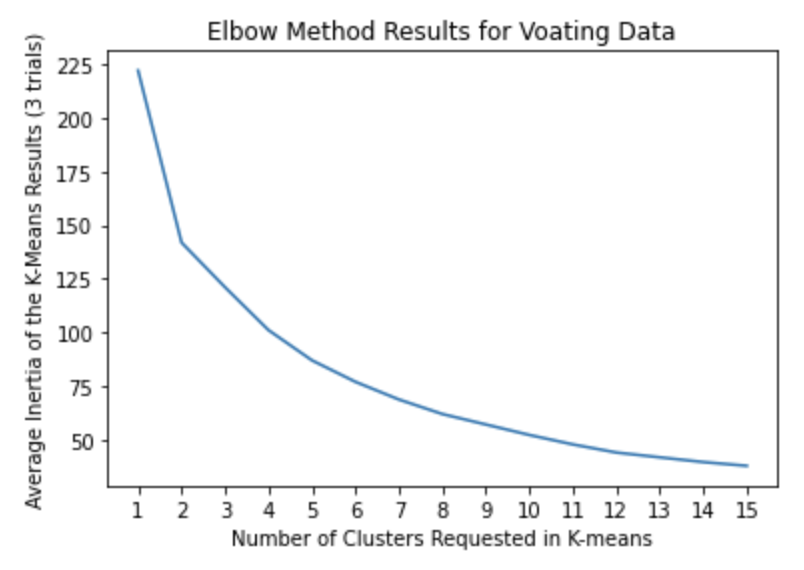 Elbow Method Results for Voating Data
Average Inertia of the K-Means Results (3 trials)
225
200
175
150
125
100
75
50
1 2 3 4 5 6 7 8 9 10 11 12 13 14 15
Number of Clusters Requested in K-means